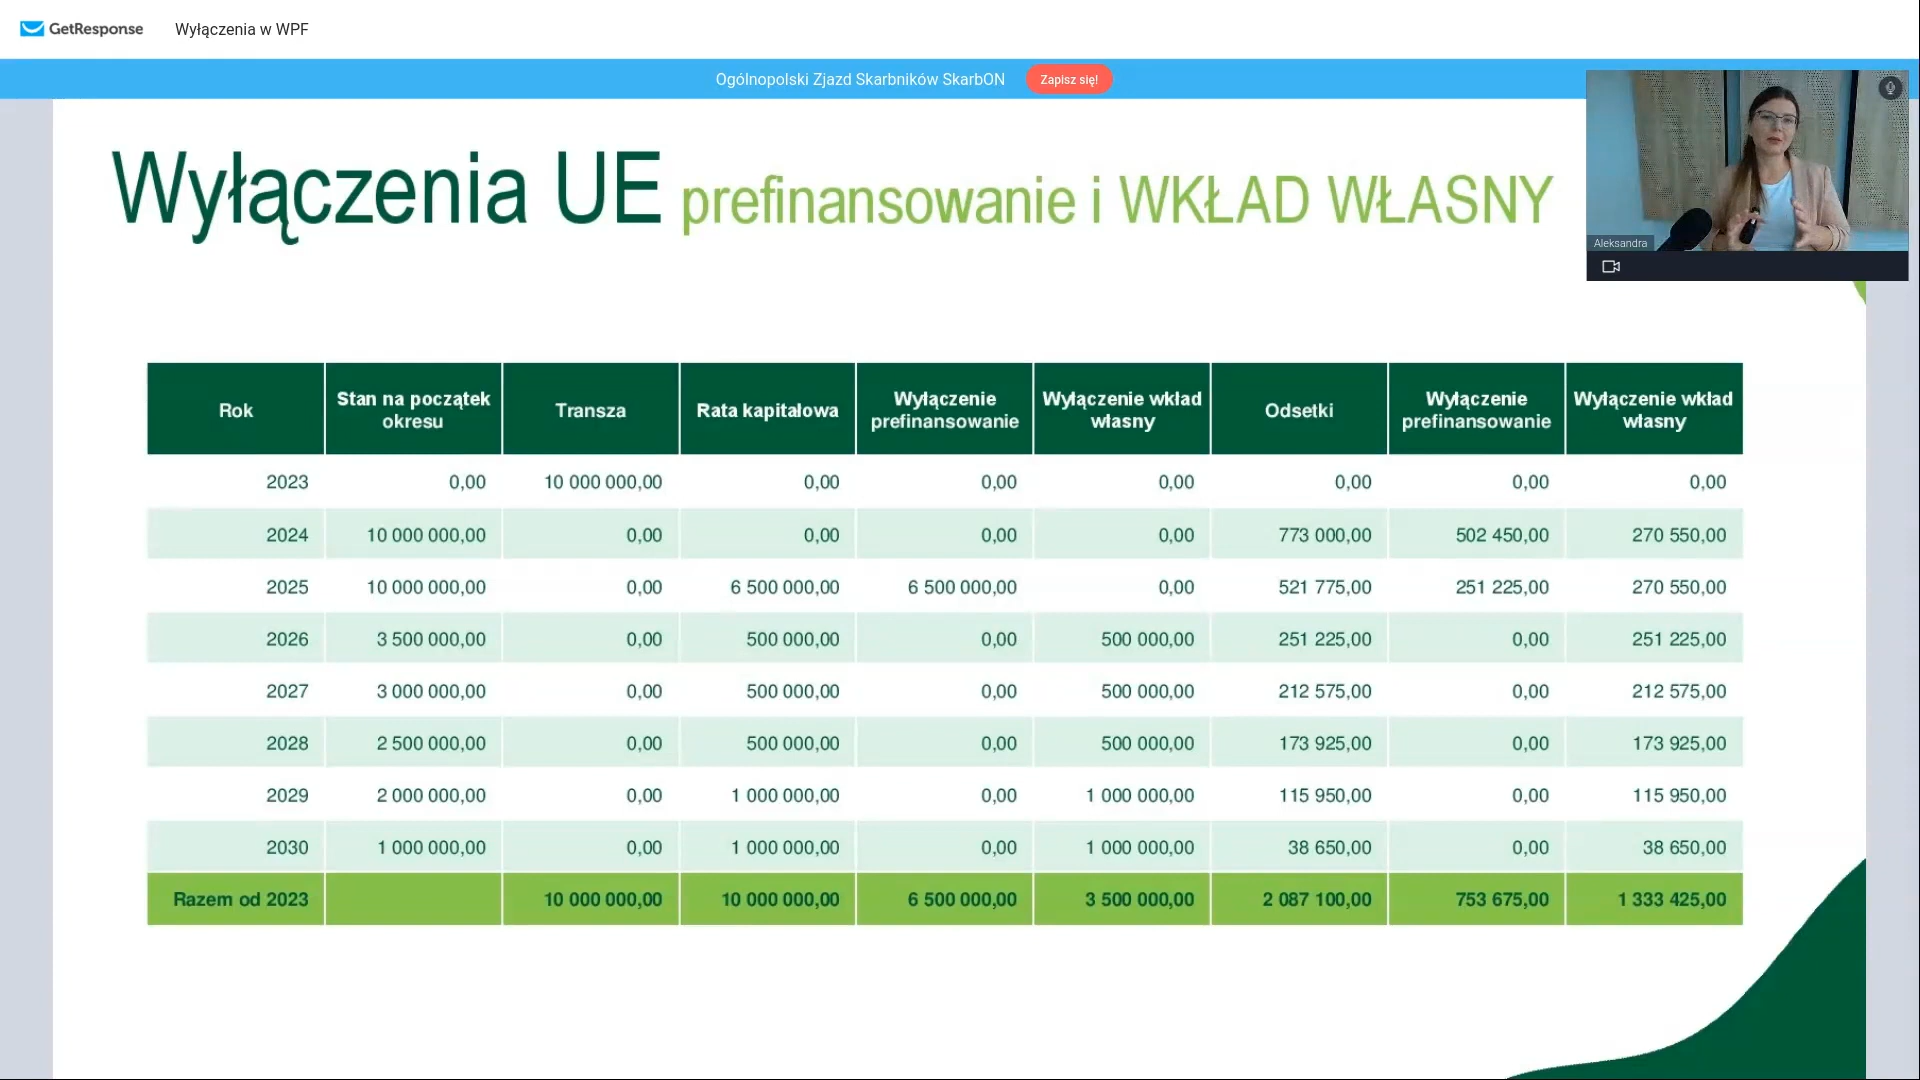 GetResponse Wyłączenia w WPF
Ogólnopolski Zjazd Skarbników SkarbON Zapisz się!
Wyłączenia UE prefinansowanie i WKŁAD WŁASNY
Aleksandra
Rok Stan na początek okresu Transza Rata kapitałowa Wyłączenie prefinansowanie Wyłączenie wkład własny Odsetki Wyłączenie prefinansowanie Wyłączenie wkład własny
2023 0,00 10 000 000,00 0,00 0,00 0,00 0,00 0,00 0,00
2024 10 000 000,00 0,00 0,00 0,00 0,00 773 000,00 502 450,00 270 550,00
2025 10 000 000,00 0,00 6 500 000,00 6 500 000,00 0,00 521 775,00 251 225,00 270 550,00
2026 3 500 000,00 0,00 500 000,00 0,00 500 000,00 251 225,00 0,00 251 225,00
2027 3 000 000,00 0,00 500 000,00 0,00 500 000,00 212 575,00 0,00 212 575,00
2028 2 500 000,00 0,00 500 000,00 0,00 500 000,00 173 925,00 0,00 173 925,00
2029 2 000 000,00 0,00 1 000 000,00 0,00 1 000 000,00 115 950,00 0,00 115 950,00
2030 1 000 000,00 0,00 1 000 000,00 0,00 1 000 000,00 38 650,00 0,00 38 650,00
Razem od 2023 10 000 000,00 10 000 000,00 6 500 000,00 3 500 000,00 2 087 100,00 753 675,00 1 333 425,00